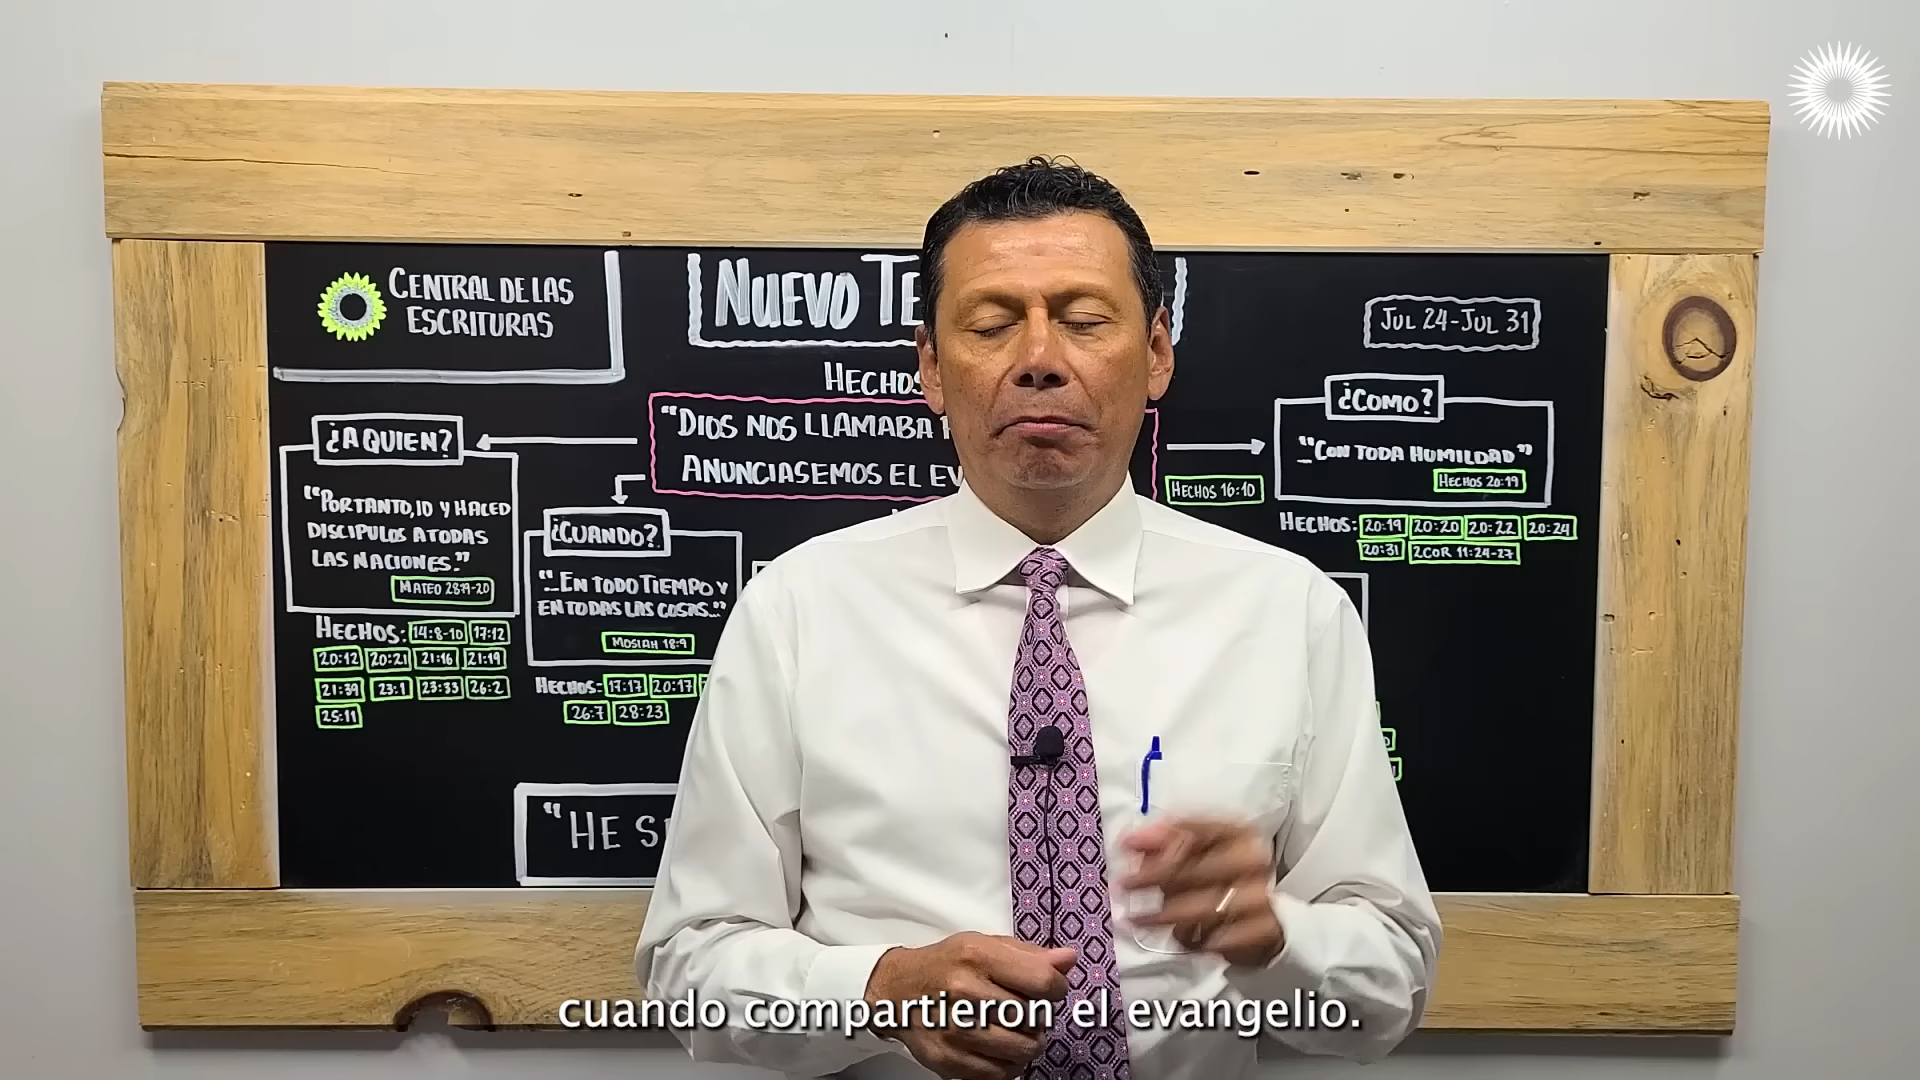 CENTRAL DE LAS
ESCRITURAS
NUEVO TE
JUL 24-JUL 31
HECHOS
"DIOS NOS LLAMABA
ANUNCIASEMOS EL EV
HECHOS 16:10
¿A QUIEN?
"PORTANTO, ID Y HACED
DISCIPULOS A TODAS
LAS NACIONES."
MATEO 28:19-20
HECHOS: 14:8-10 17:12
20:12 20:21 21:16 21:19
21:39 23:1 23:33 26:2
25:11
¿CUANDO?
"...EN TODO TIEMPO Y
EN TODAS LAS COSAS..."
MOSIAH 18:9
HECHOS: 17:17 20:17
26:7 28:23
¿COMO?
"...CON TODA HUMILDAD"
HECHOS 20:19
HECHOS: 20:19 20:20 20:22 20:24
20:31 2COR 11:24-27
"HE SE
cuando compartieron el evangelio.